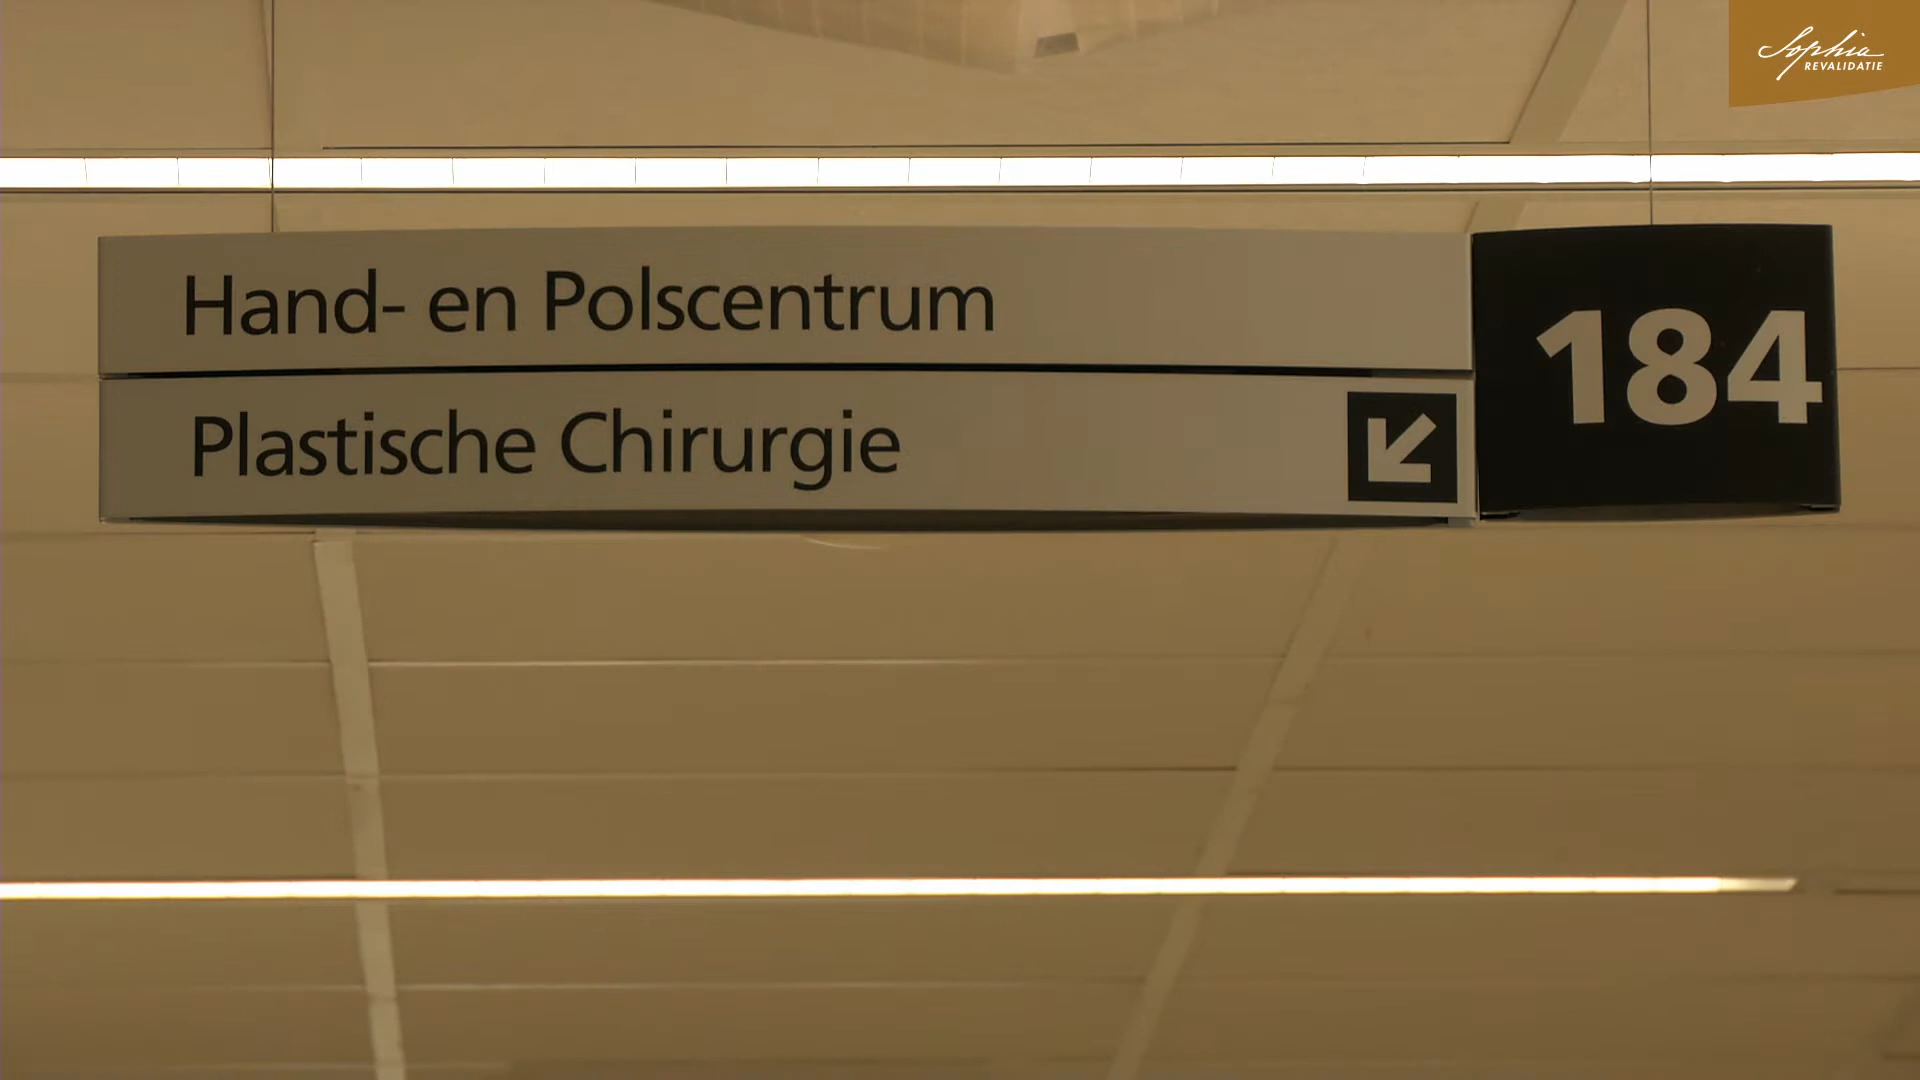 Sophia
REVALIDATIE
Hand- en Polscentrum
Plastische Chirurgie
184